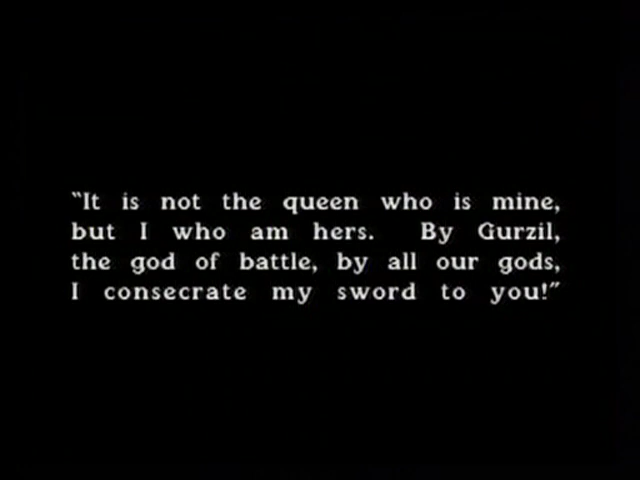 “It is not the queen who is mine,
but I who am hers. By Gurzil,
the god of battle, by all our gods,
I consecrate my sword to you!”